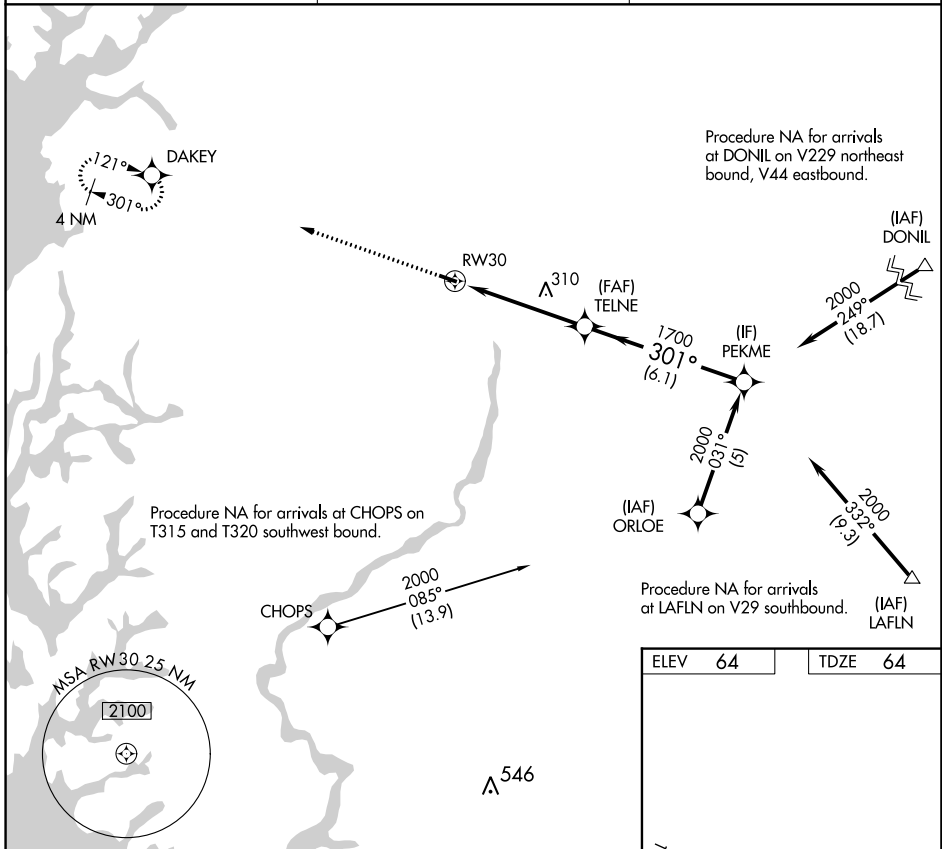 Procedure NA for arrivals
at DONIL on V229 northeast
bound, V44 eastbound.
121°
DAKEY
301°
4 NM
(IAF)
DONIL
2000
249°
(18.7)
RW30
310
(FAF)
TELNE
1700
301°
(6.1)
(IF)
PEKME
2000
031°
(5)
(IAF)
ORLOE
2000
332°
(9.3)
(IAF)
LAFLN
Procedure NA for arrivals at CHOPS on
T315 and T320 southwest bound.
Procedure NA for arrivals
at LAFLN on V29 southbound.
CHOPS
2000
085°
(13.9)
MSA RW30 25 NM
2100
546
ELEV 64
TDZE 64